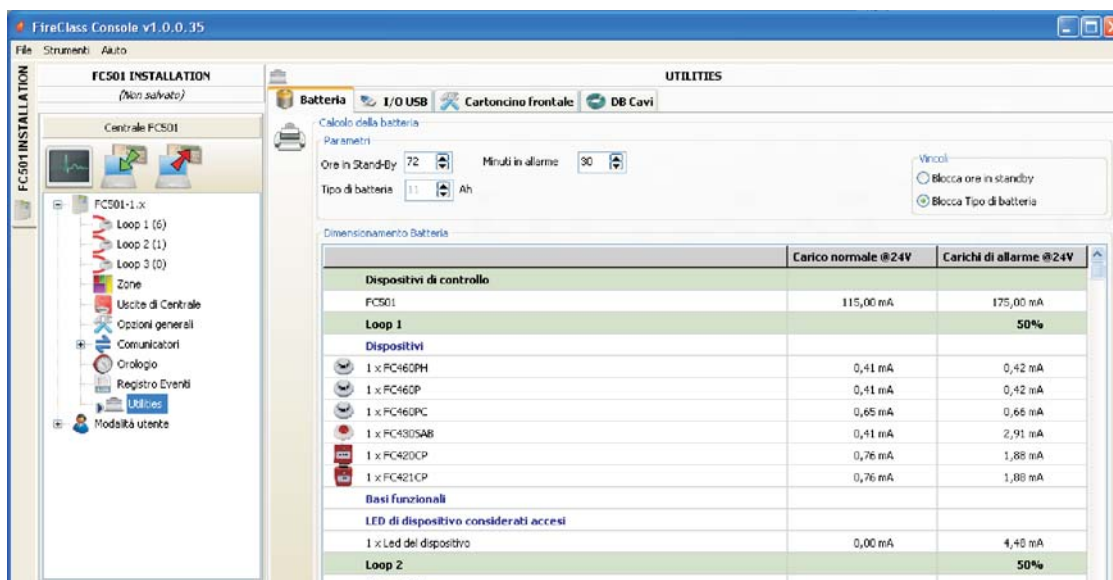 FireClass Console v1.0.0.35
File Strumenti Aiuto
FC501 INSTALLATION
FC501 INSTALLATION
(Non salvato)
Centrale FC501
FC501-1.x
Loop 1 (6)
Loop 2 (1)
Loop 3 (0)
Zone
Uscite di Centrale
Opzioni generali
Comunicatori
Orologio
Registro Eventi
Utilities
Modalità utente
UTILITIES
Batteria I/O USB Cartoncino frontale DB Cavi
Calcolo della batteria
Parametri
Ore in Stand-By 72 Minuti in allarme 30
Tipo di batteria 11 Ah
Vincoli
Blocca ore in standby
Blocca Tipo di batteria
Dimensionamento Batteria
Carico normale @24V Carichi di allarme @24V
Dispositivi di controllo
FC501 115,00 mA 175,00 mA
Loop 1 50%
Dispositivi
1 x FC460PH 0,41 mA 0,42 mA
1 x FC460P 0,41 mA 0,42 mA
1 x FC460PC 0,65 mA 0,66 mA
1 x FC430SAB 0,41 mA 2,91 mA
1 x FC420CP 0,76 mA 1,88 mA
1 x FC421CP 0,76 mA 1,88 mA
Basi funzionali
LED di dispositivo considerati accesi
1 x Led del dispositivo 0,00 mA 4,48 mA
Loop 2 50%